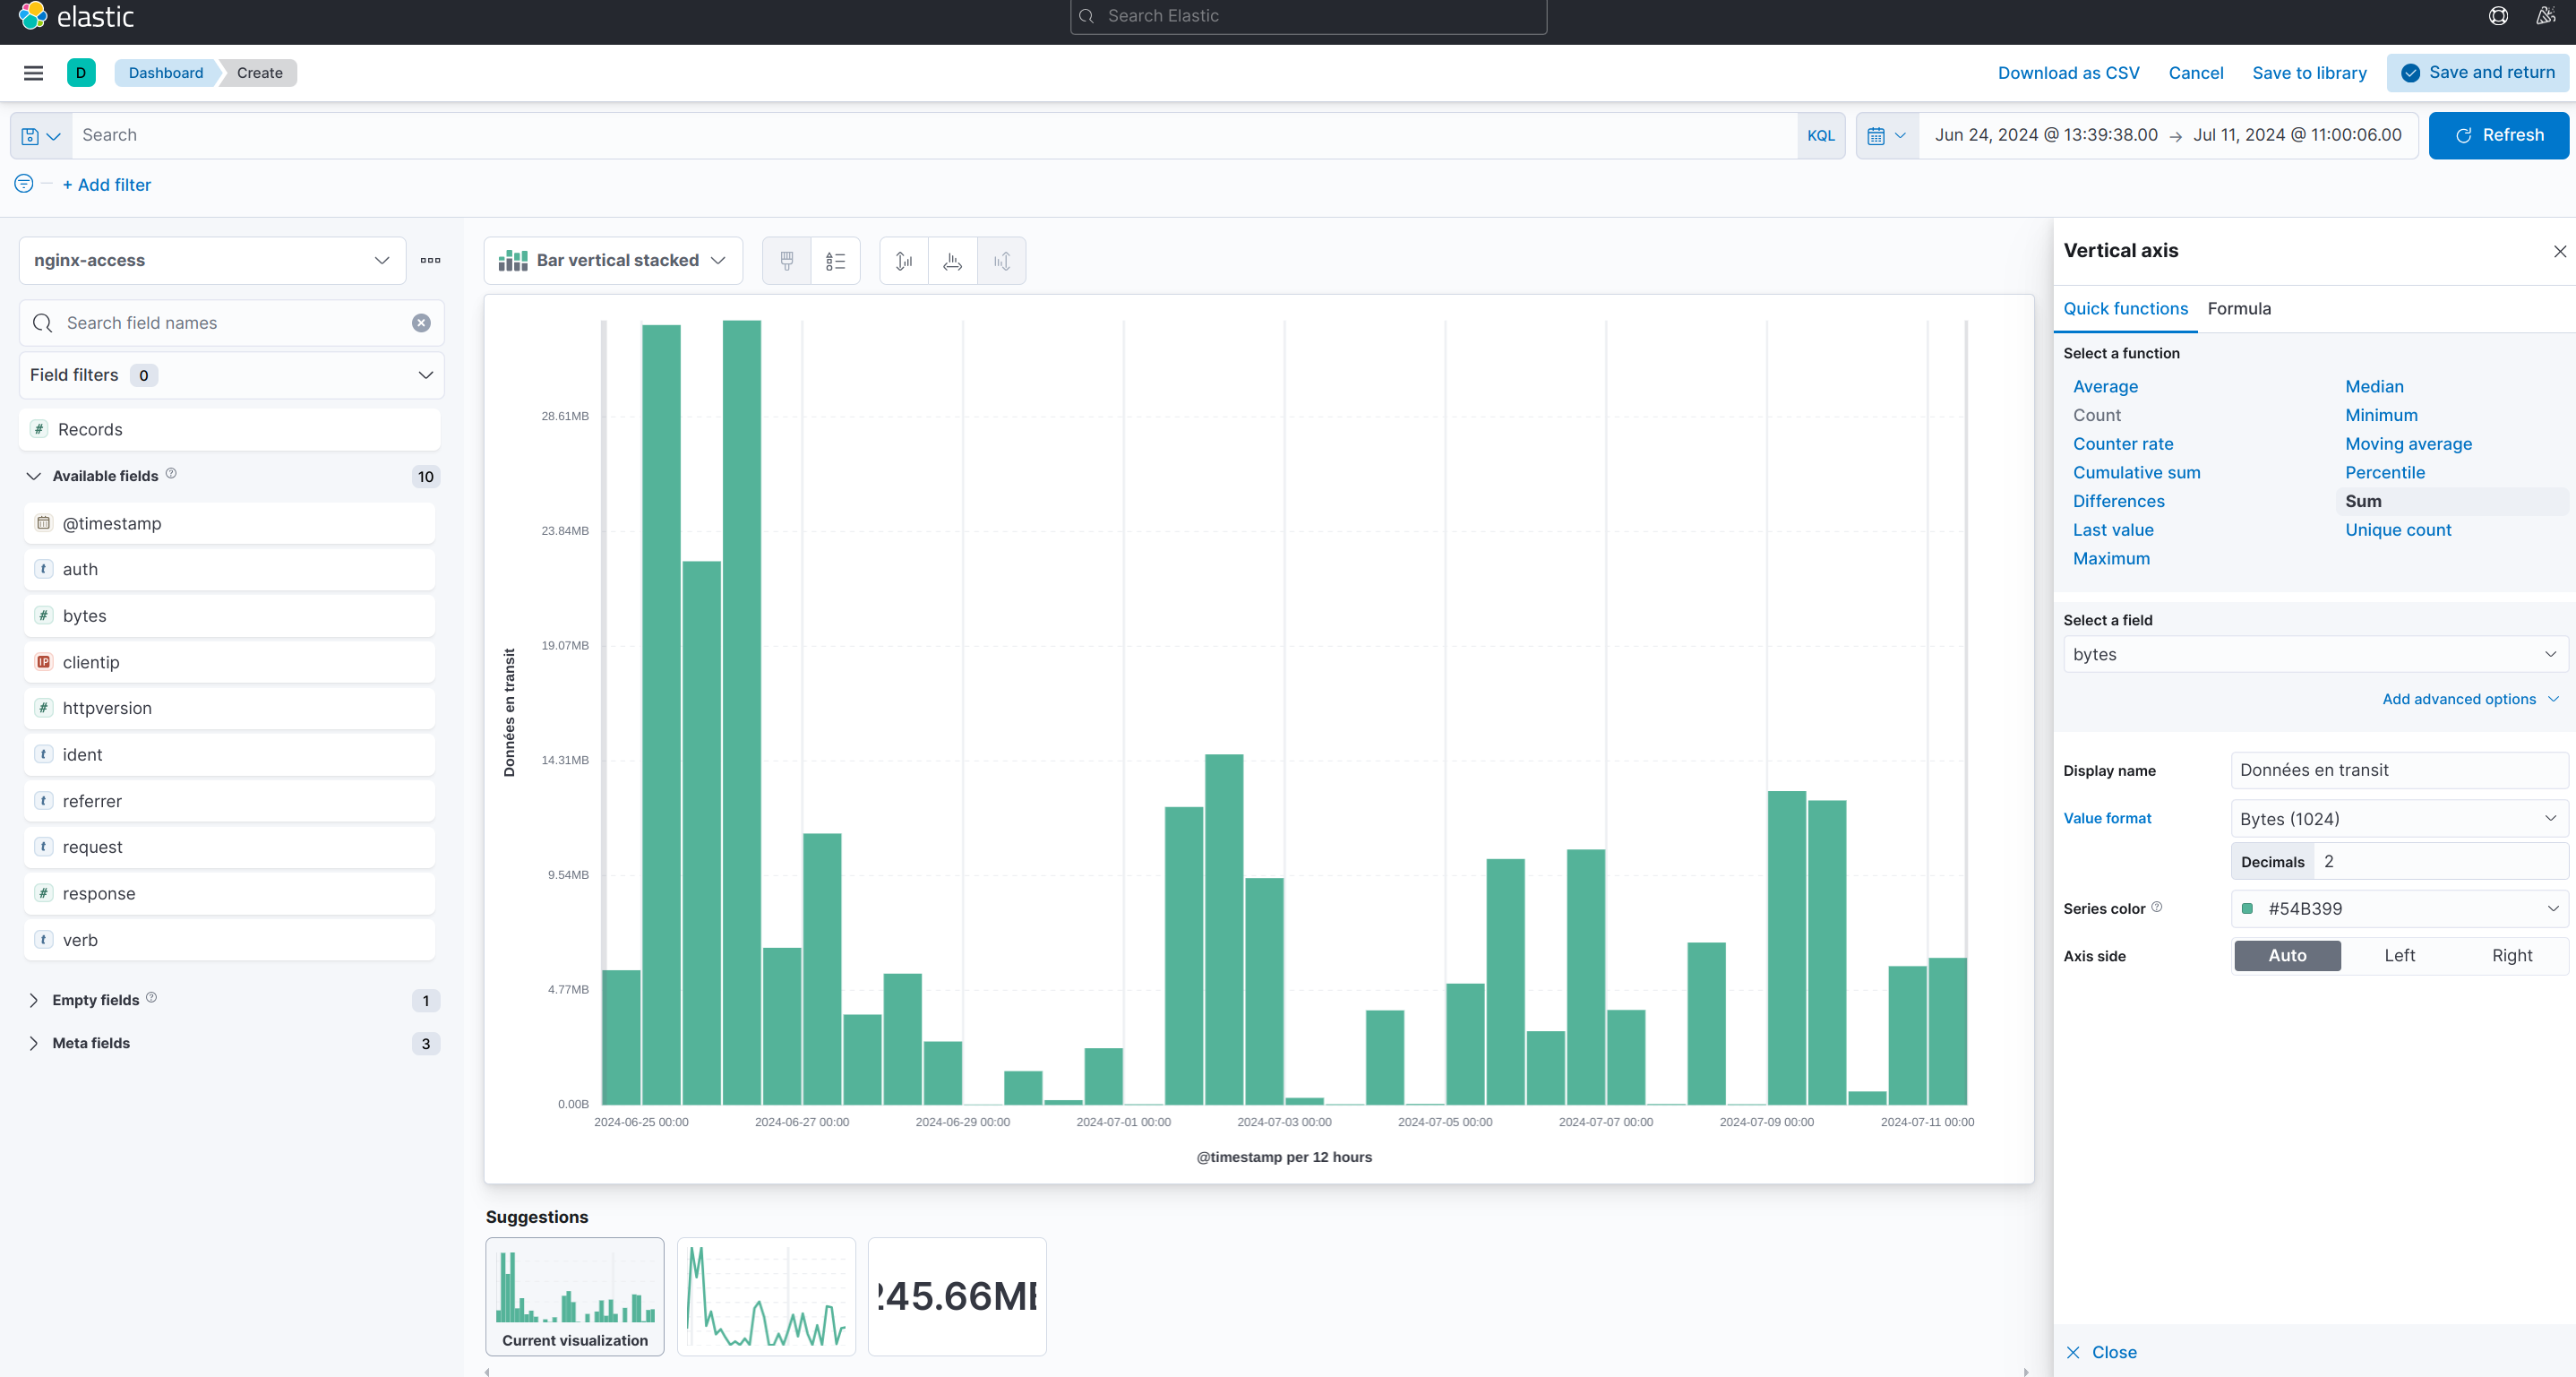 elastic
Search Elastic
D
Dashboard
Create
Download as CSV
Cancel
Save to library
Save and return
Search
KQL
Jun 24, 2024 @ 13:39:38.00 → Jul 11, 2024 @ 11:00:06.00
Refresh
+ Add filter
nginx-access
Search field names
Field filters 0
# Records
Available fields 10
@timestamp
t auth
# bytes
IP clientip
# httpversion
t ident
t referrer
t request
# response
t verb
Empty fields 1
Meta fields 3
Bar vertical stacked
Données en transit
28.61MB
23.84MB
19.07MB
14.31MB
9.54MB
4.77MB
0.00B
2024-06-25 00:00
2024-06-27 00:00
2024-06-29 00:00
2024-07-01 00:00
2024-07-03 00:00
2024-07-05 00:00
2024-07-07 00:00
2024-07-09 00:00
2024-07-11 00:00
@timestamp per 12 hours
Suggestions
Current visualization
45.66M
Vertical axis
Quick functions
Formula
Select a function
Average
Count
Counter rate
Cumulative sum
Differences
Last value
Maximum
Median
Minimum
Moving average
Percentile
Sum
Unique count
Select a field
bytes
Add advanced options
Display name
Données en transit
Value format
Bytes (1024)
Decimals 2
Series color
#54B399
Axis side
Auto
Left
Right
Close